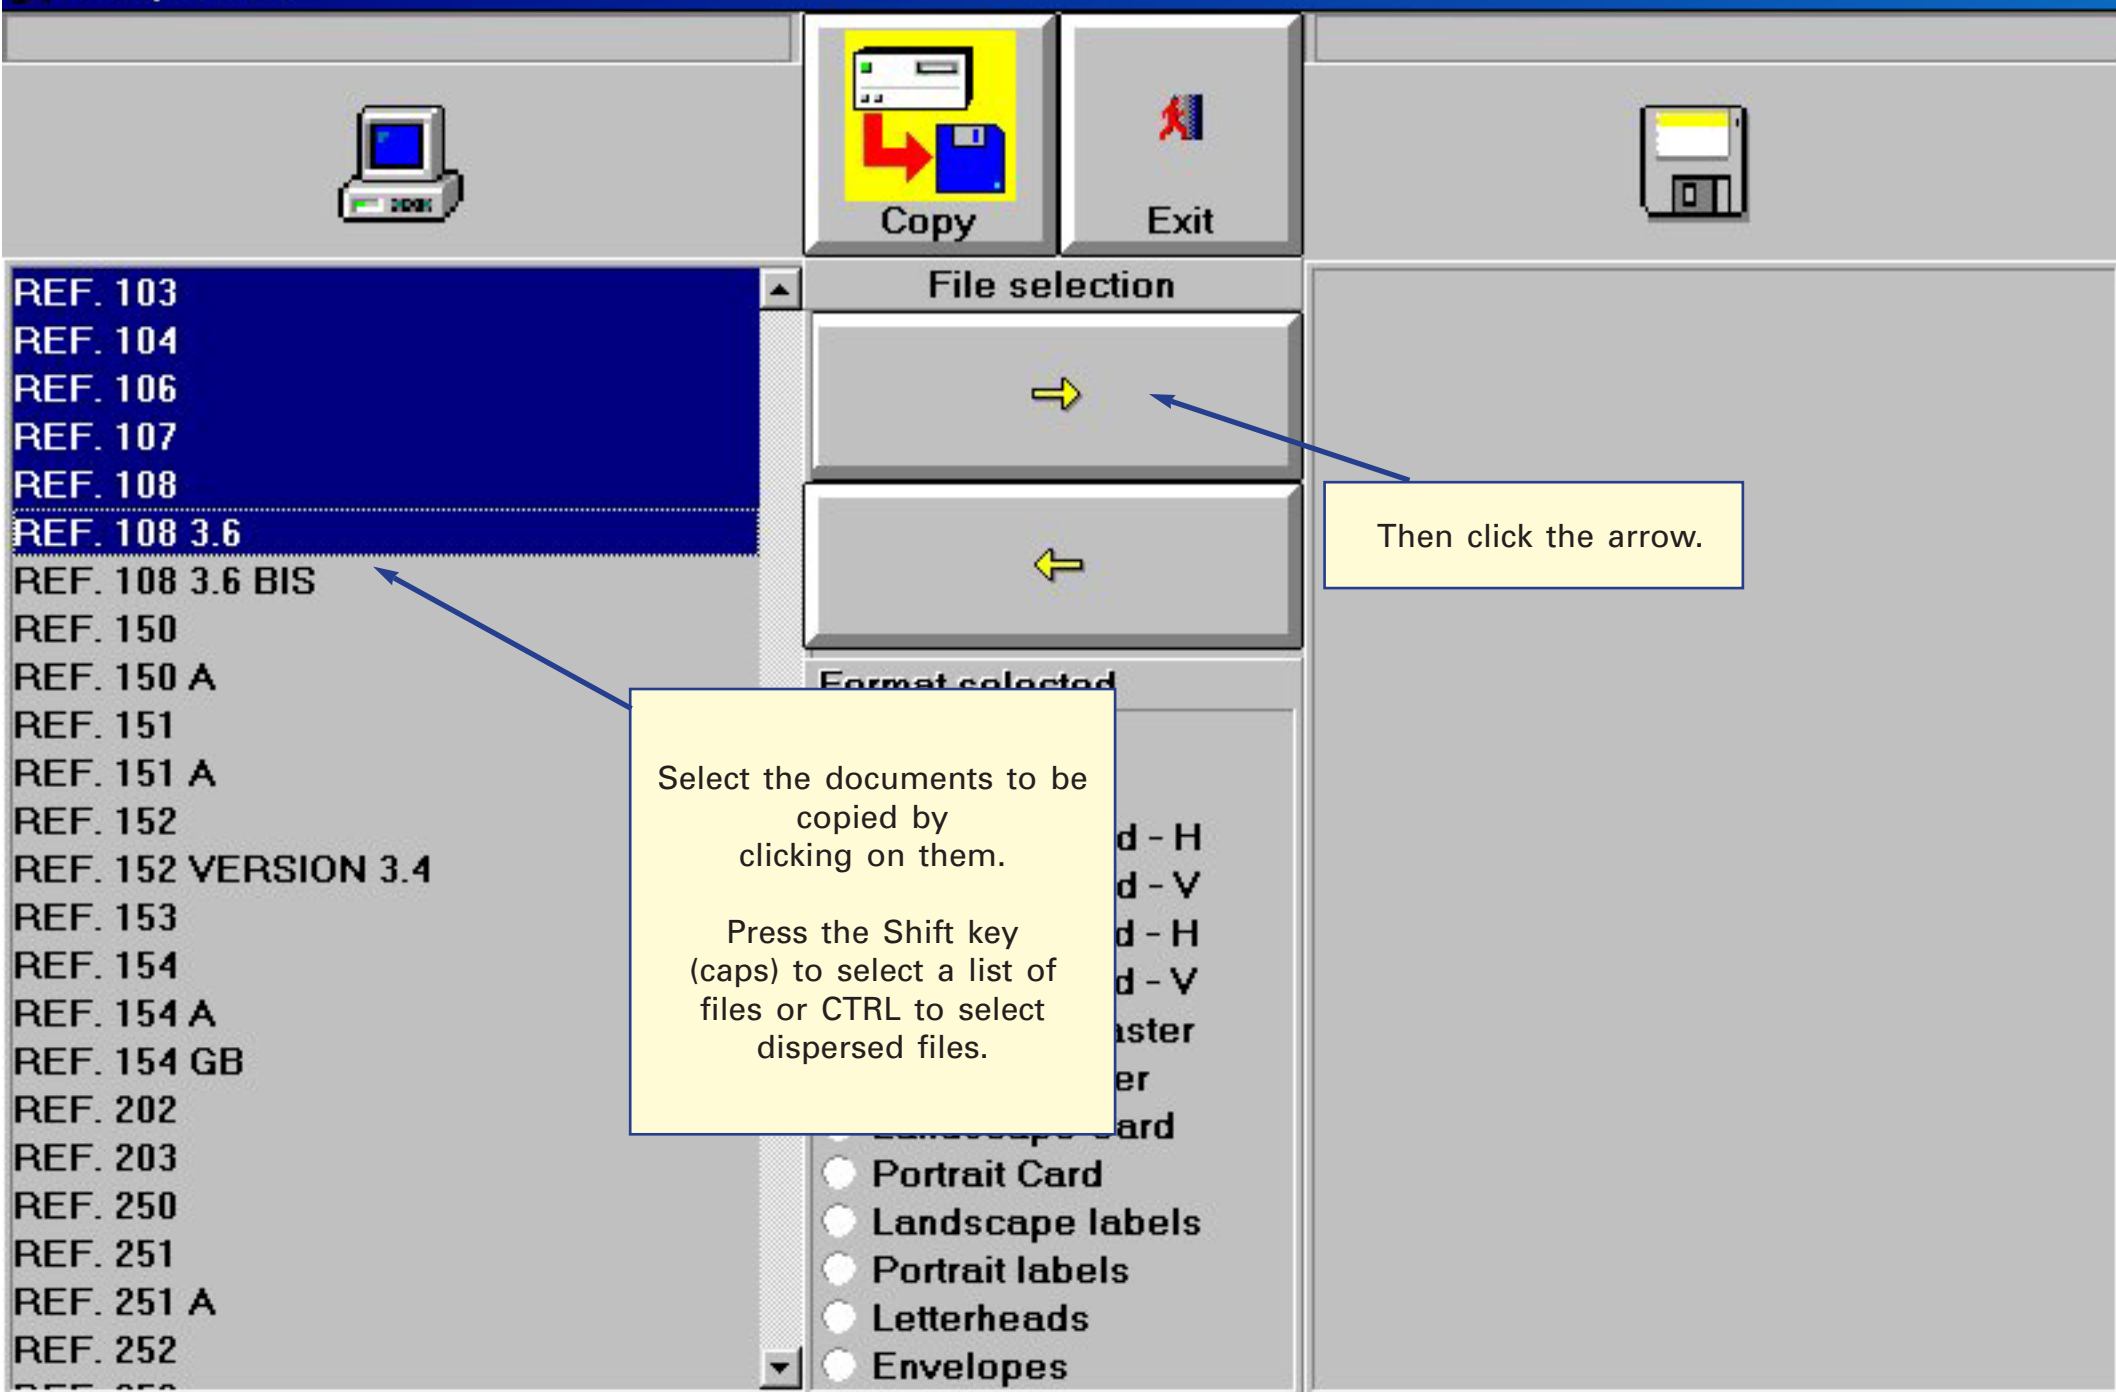 Copy
Exit
File selection
REF. 103
REF. 104
REF. 106
REF. 107
REF. 108
REF. 108 3.6
REF. 108 3.6 BIS
REF. 150
REF. 150 A
REF. 151
REF. 151 A
REF. 152
REF. 152 VERSION 3.4
REF. 153
REF. 154
REF. 154 A
REF. 154 GB
REF. 202
REF. 203
REF. 250
REF. 251
REF. 251 A
REF. 252
Then click the arrow.
Format selected
Select the documents to be
copied by
clicking on them.
Press the Shift key
(caps) to select a list of
files or CTRL to select
dispersed files.
d - H
d - V
d - H
d - V
aster
er
Landscape Card
Portrait Card
Landscape labels
Portrait labels
Letterheads
Envelopes